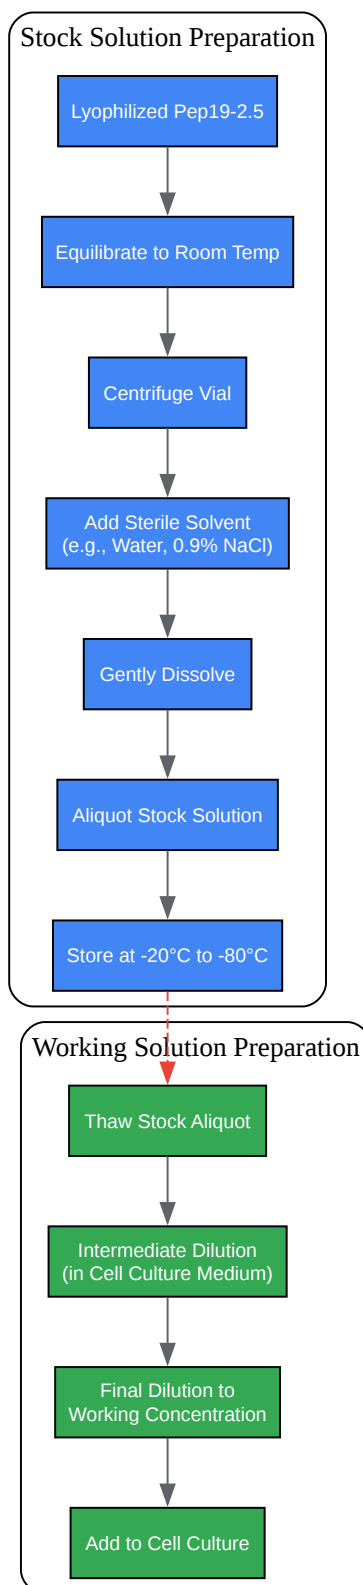 Stock Solution Preparation
Lyophilized Pep19-2.5
Equilibrate to Room Temp
Centrifuge Vial
Add Sterile Solvent
(e.g., Water, 0.9% NaCl)
Gently Dissolve
Aliquot Stock Solution
Store at -20°C to -80°C
Working Solution Preparation
Thaw Stock Aliquot
Intermediate Dilution
(in Cell Culture Medium)
Final Dilution to
Working Concentration
Add to Cell Culture